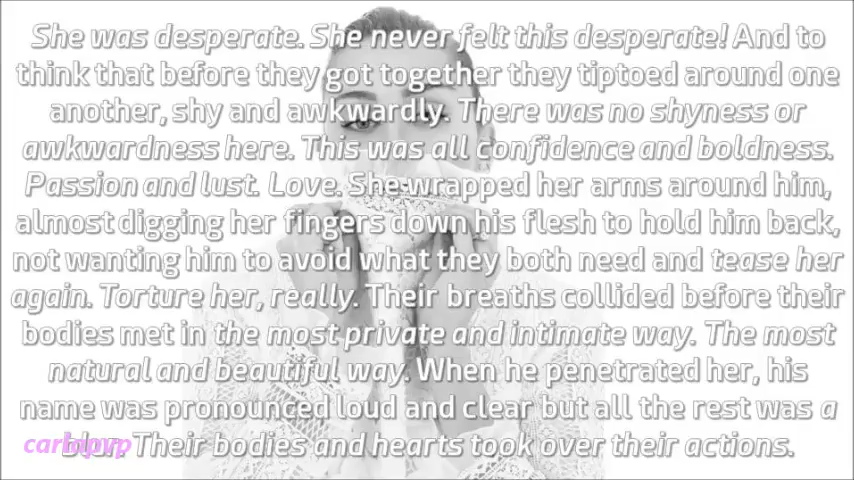 She was desperate. She never felt this desperate! And to
think that before they got together they tiptoed around one
another, shy and awkwardly. There was no shyness or
awkwardness here. This was all confidence and boldness.
Passion and lust. Love. She wrapped her arms around him,
almost digging her fingers down his flesh to hold him back,
not wanting him to avoid what they both need and tease her
again. Torture her, really. Their breaths collided before their
bodies met in the most private and intimate way. The most
natural and beautiful way. When he penetrated her, his
name was pronounced loud and clear but all the rest was a
blur. Their bodies and hearts took over their actions.
carlapvp